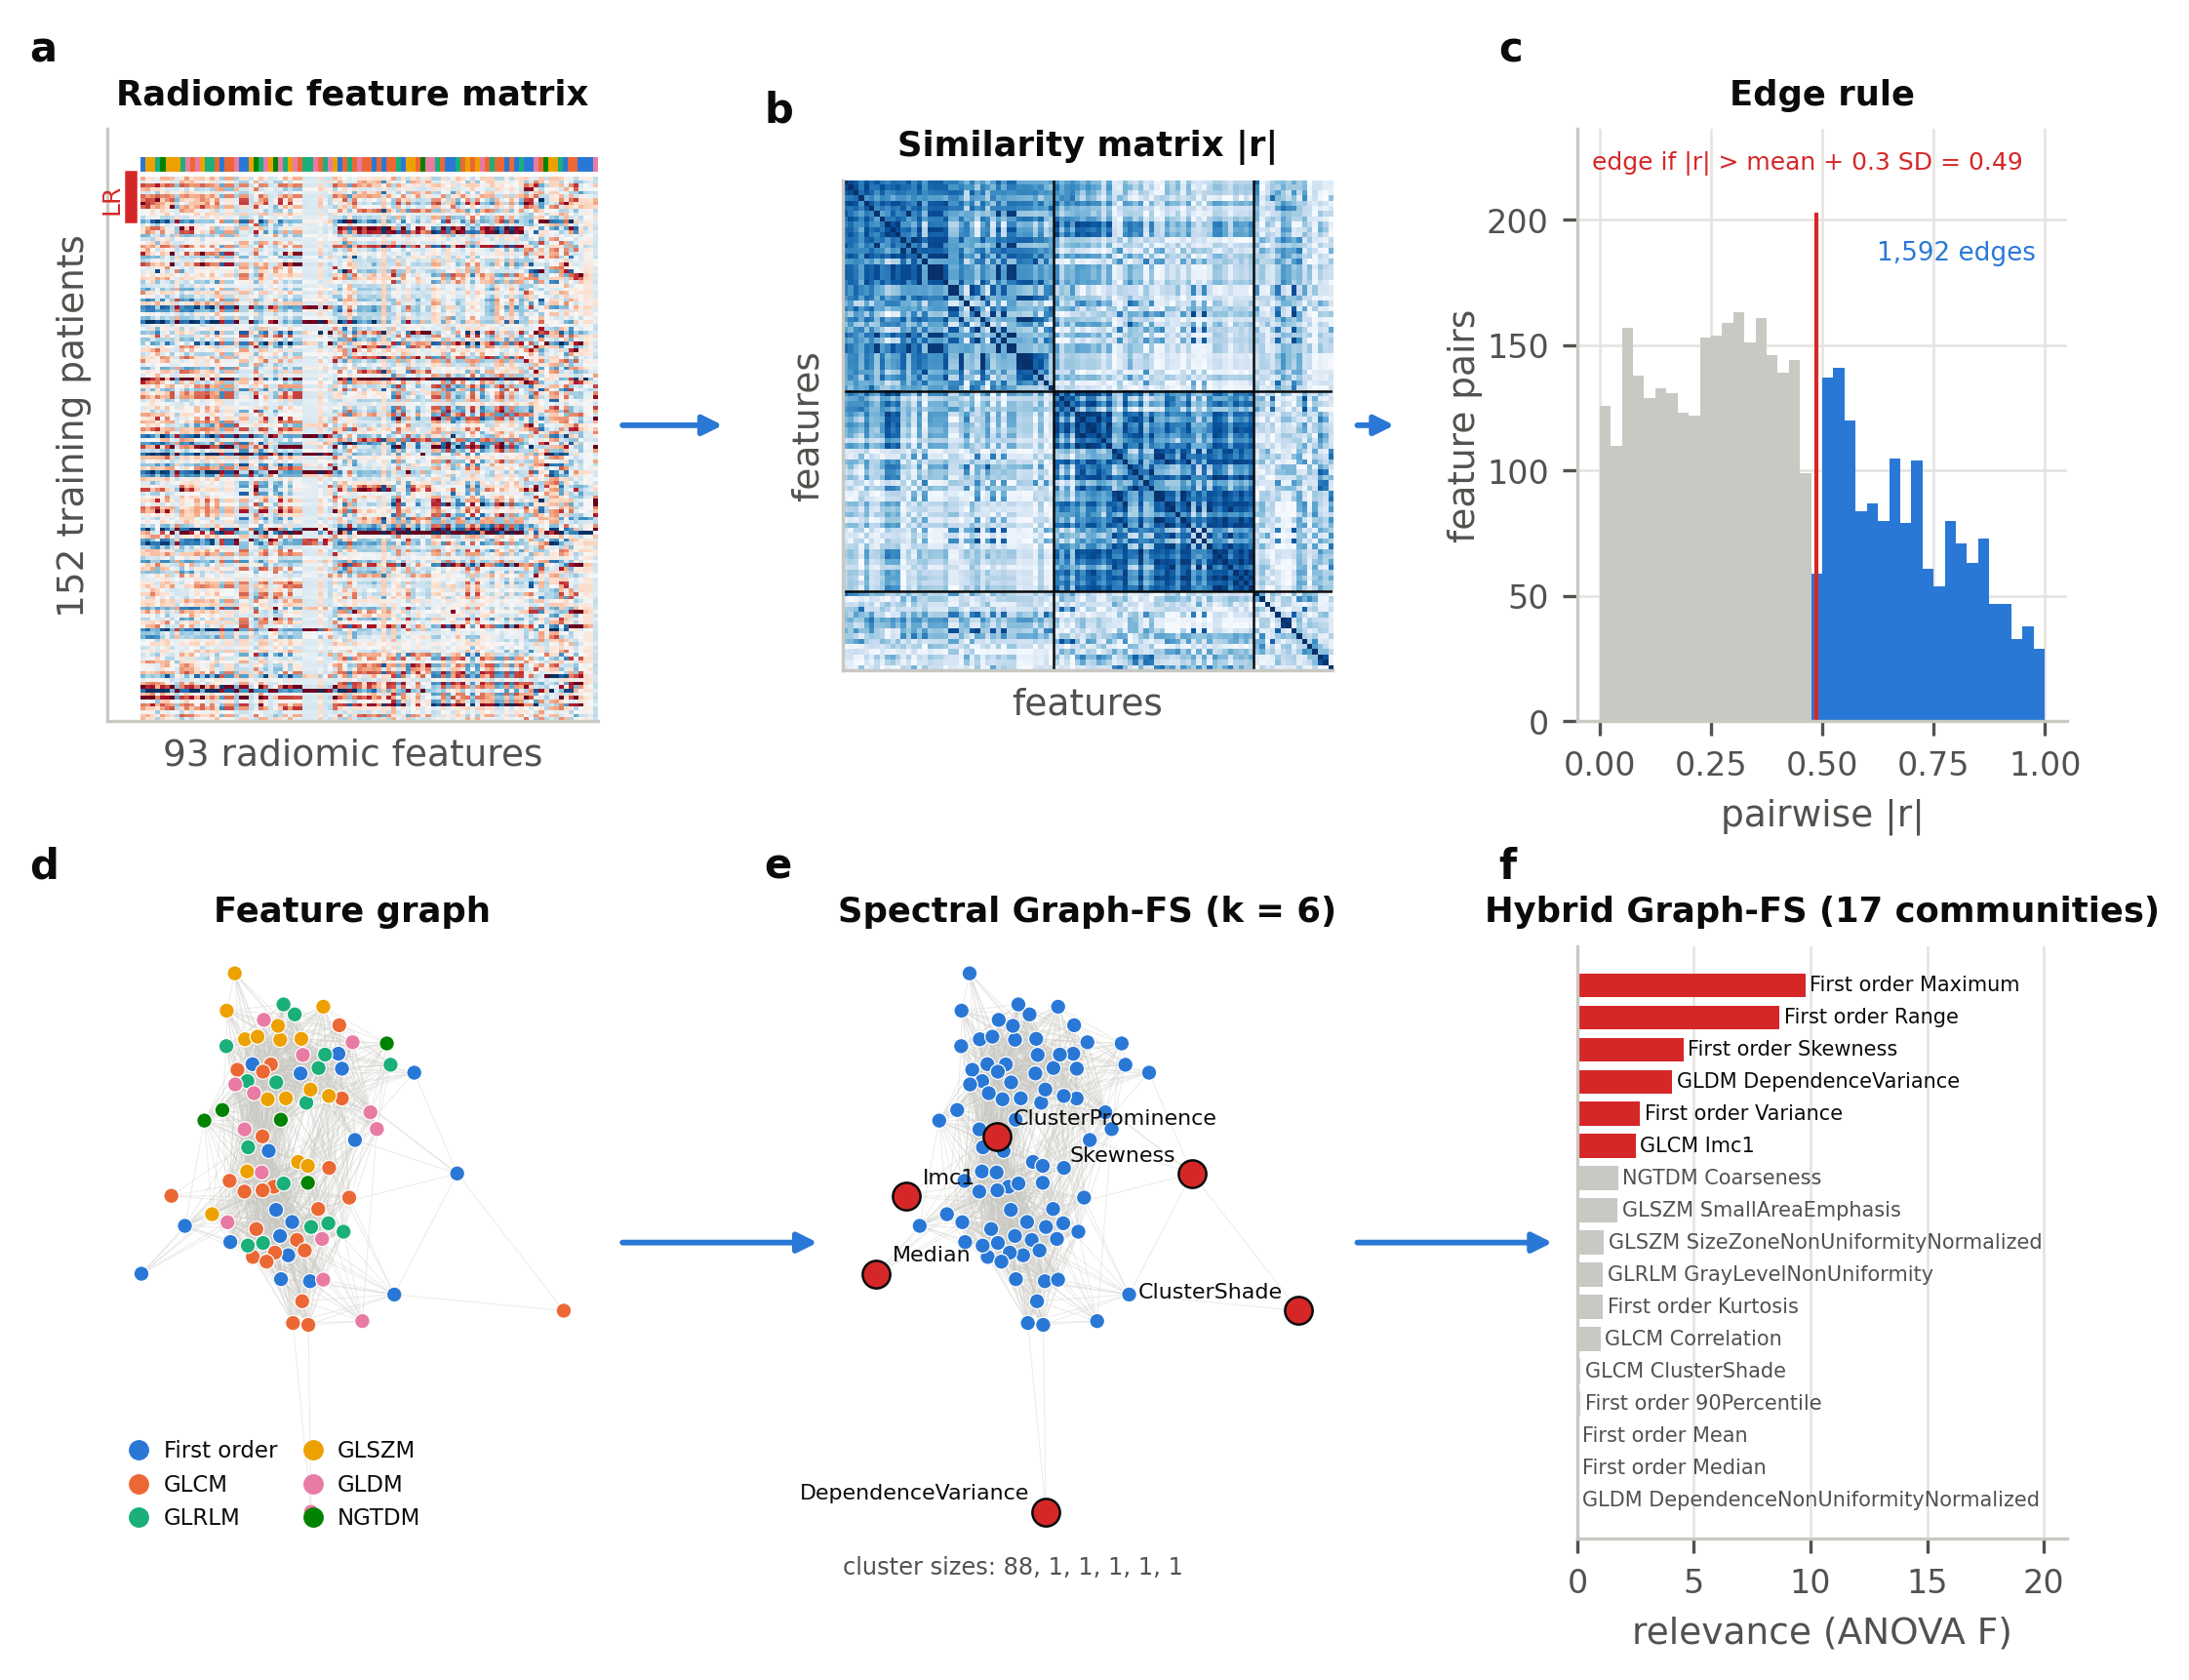 a
Radiomic feature matrix
LR
152 training patients
93 radiomic features
b
Similarity matrix |r|
features
features
c
Edge rule
edge if |r| > mean + 0.3 SD = 0.49
1,592 edges
feature pairs
200
150
100
50
0
0.00 0.25 0.50 0.75 1.00
pairwise |r|
d
Feature graph
First order
GLCM
GLRLM
GLSZM
GLDM
NGTDM
e
Spectral Graph-FS (k = 6)
ClusterProminence
Skewness
Imc1
Median
ClusterShade
DependenceVariance
cluster sizes: 88, 1, 1, 1, 1, 1
f
Hybrid Graph-FS (17 communities)
First order Maximum
First order Range
First order Skewness
GLDM DependenceVariance
First order Variance
GLCM Imc1
NGTDM Coarseness
GLSZM SmallAreaEmphasis
GLSZM SizeZoneNonUniformityNormalized
GLRLM GrayLevelNonUniformity
First order Kurtosis
GLCM Correlation
GLCM ClusterShade
First order 90Percentile
First order Mean
First order Median
GLDM DependenceNonUniformityNormalized
0 5 10 15 20
relevance (ANOVA F)